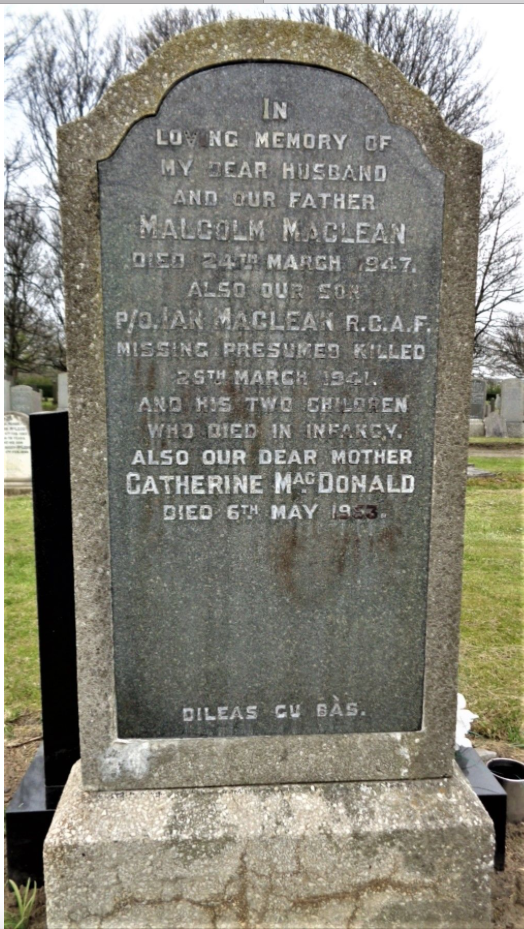 IN
LOVING MEMORY OF
MY DEAR HUSBAND
AND OUR FATHER
MALCOLM MACLEAN
DIED 24TH MARCH 1947.
ALSO OUR SON
P/O. IAN MACLEAN R.C.A.F.
MISSING PRESUMED KILLED
25TH MARCH 1941.
AND HIS TWO CHILDREN
WHO DIED IN INFANCY.
ALSO OUR DEAR MOTHER
CATHERINE MACDONALD
DIED 6TH MAY
DILEAS GU BÀS.